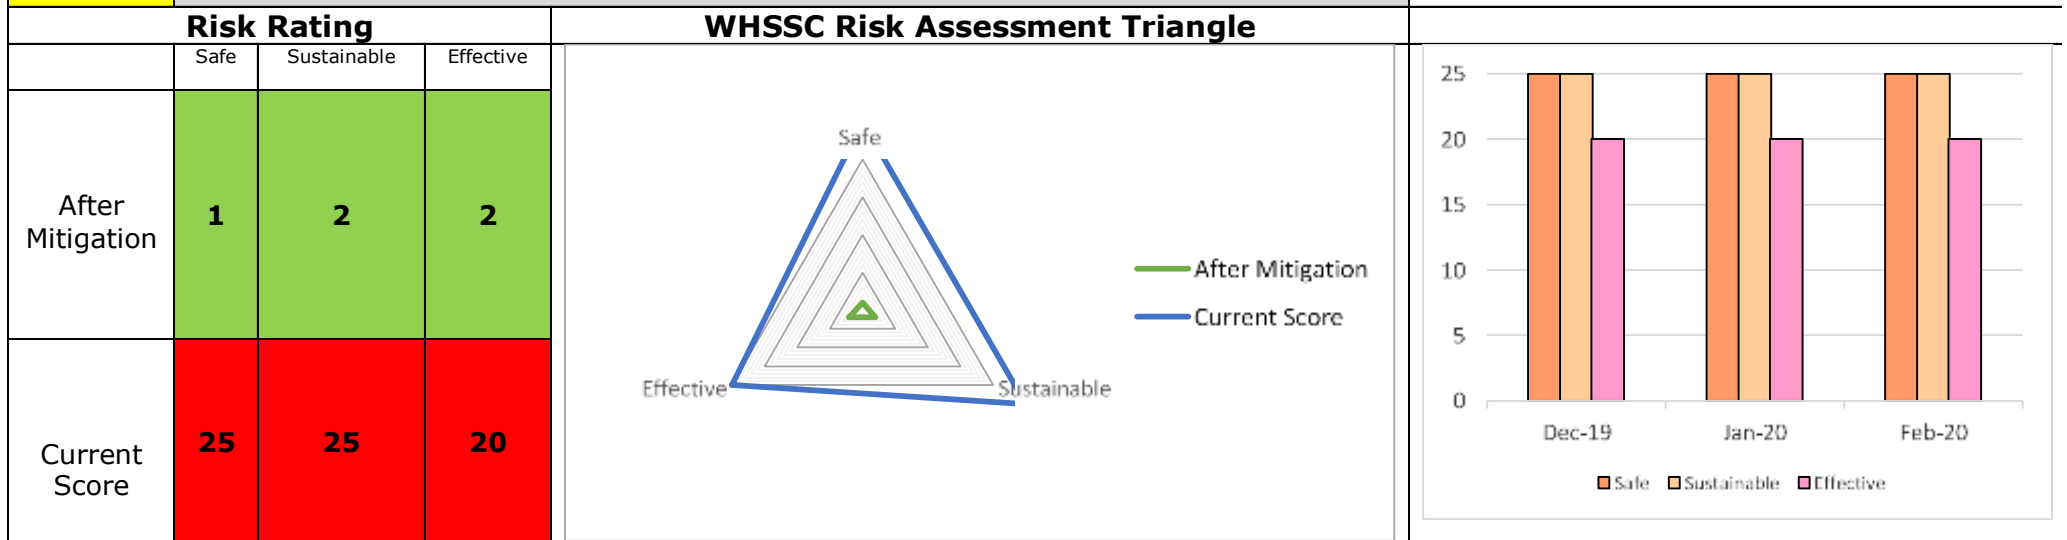 Risk Rating
WHSSC Risk Assessment Triangle
Safe Sustainable Effective
After
Mitigation
1 2 2
Current
Score
25 25 20
Safe
Effective
Sustainable
After Mitigation
Current Score
25
20
15
10
5
0
Dec-19 Jan-20 Feb-20
Safe Sustainable Effective